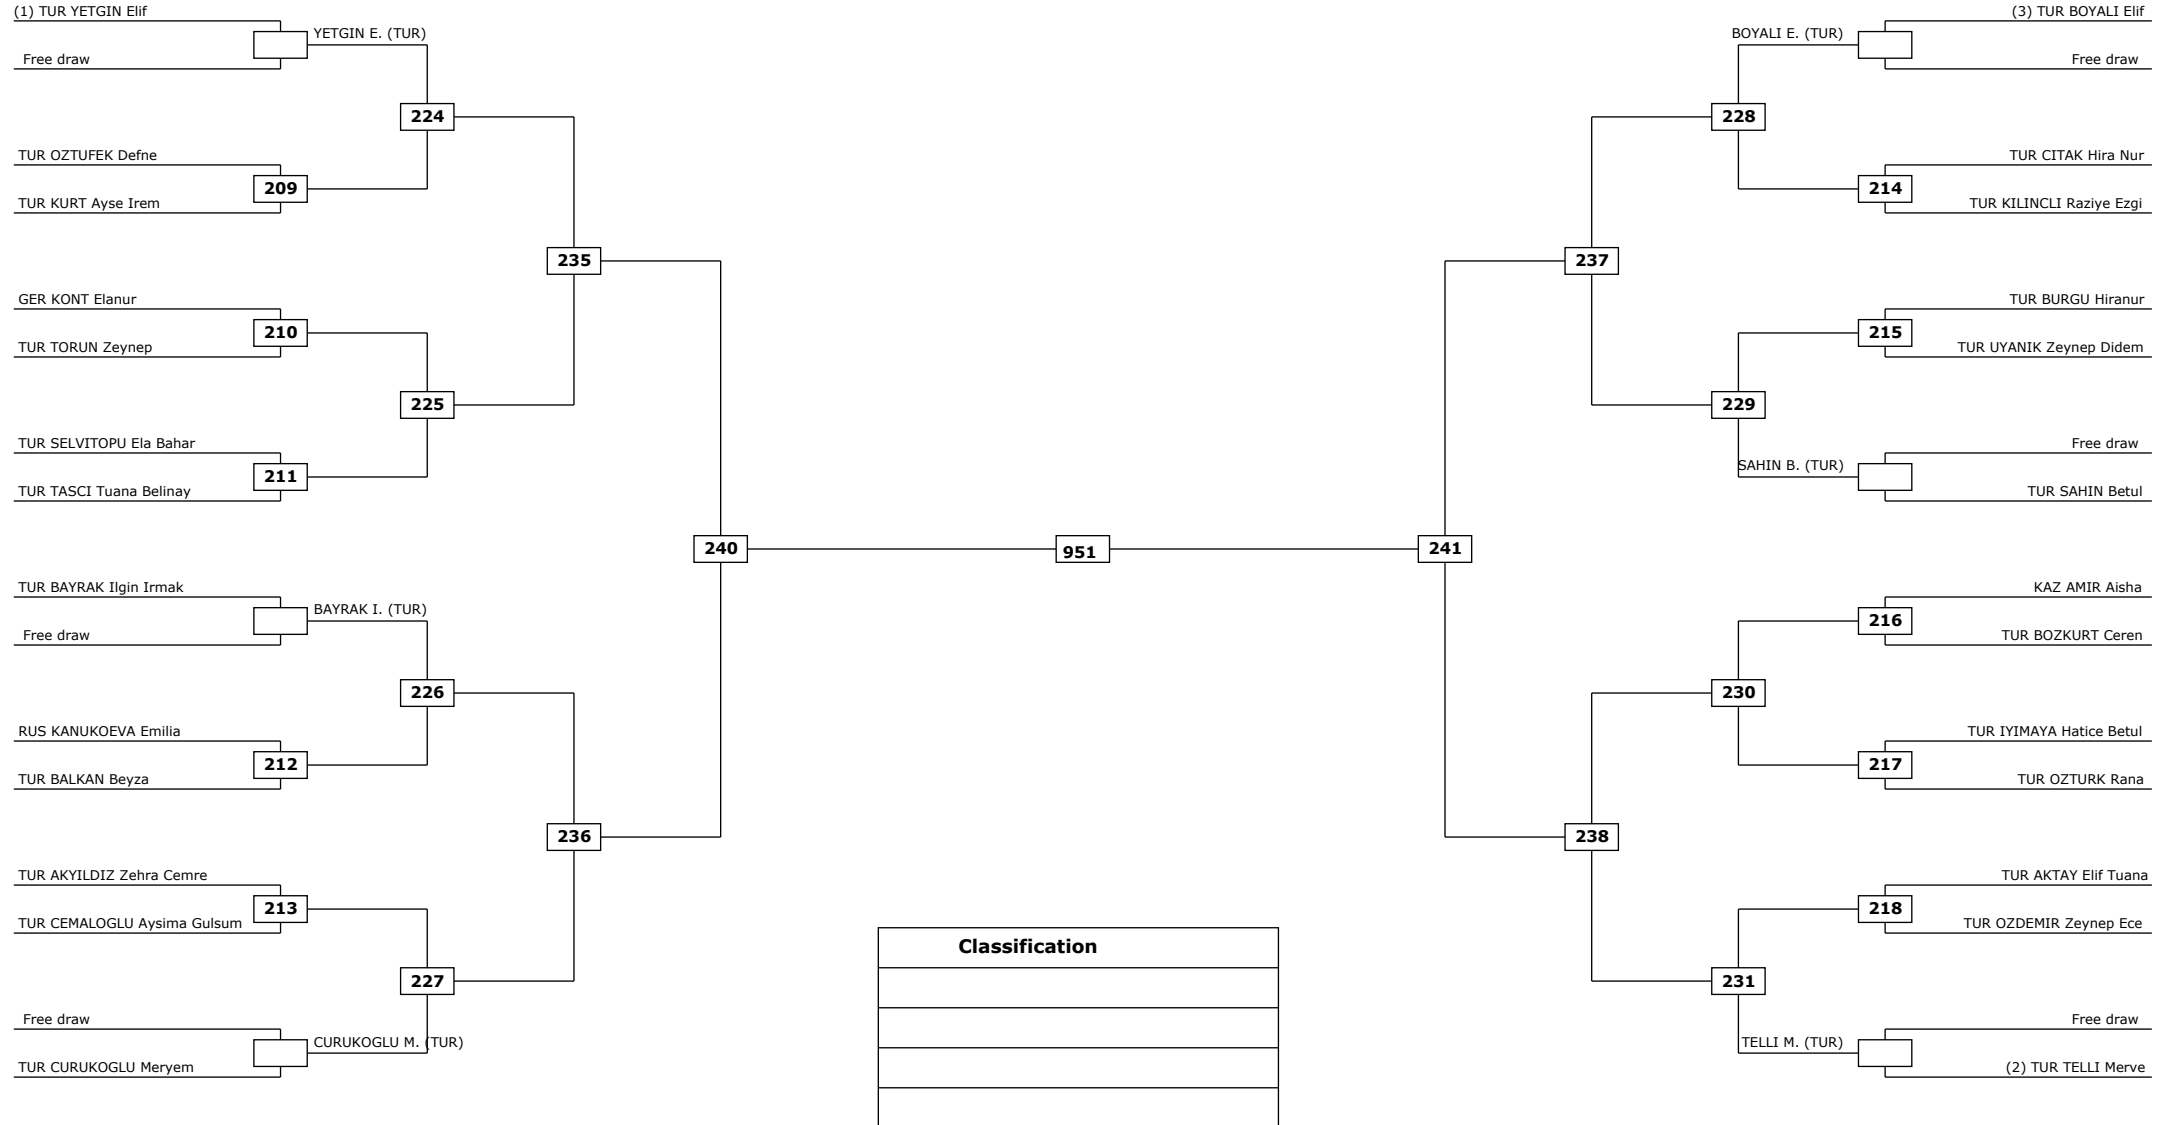 (1) TUR YETGIN Elif
YETGIN E. (TUR)
Free draw
224
TUR OZTUFEK Defne
209
TUR KURT Ayse Irem
235
GER KONT Elanur
210
TUR TORUN Zeynep
225
TUR SELVITOPU Ela Bahar
211
TUR TASCI Tuana Belinay
240
TUR BAYRAK Ilgin Irmak
BAYRAK I. (TUR)
Free draw
226
RUS KANUKOEVA Emilia
212
TUR BALKAN Beyza
236
TUR AKYILDIZ Zehra Cemre
213
TUR CEMALOGLU Aysima Gulsum
227
Free draw
CURUKOGLU M. (TUR)
TUR CURUKOGLU Meryem
951
(3) TUR BOYALI Elif
BOYALI E. (TUR)
Free draw
228
TUR CITAK Hira Nur
214
TUR KILINCLI Raziye Ezgi
237
TUR BURGU Hiranur
215
TUR UYANIK Zeynep Didem
229
Free draw
SAHIN B. (TUR)
TUR SAHIN Betul
241
KAZ AMIR Aisha
216
TUR BOZKURT Ceren
230
TUR IYIMAYA Hatice Betul
217
TUR OZTURK Rana
238
TUR AKTAY Elif Tuana
218
TUR OZDEMIR Zeynep Ece
231
Free draw
TELLI M. (TUR)
(2) TUR TELLI Merve
Classification